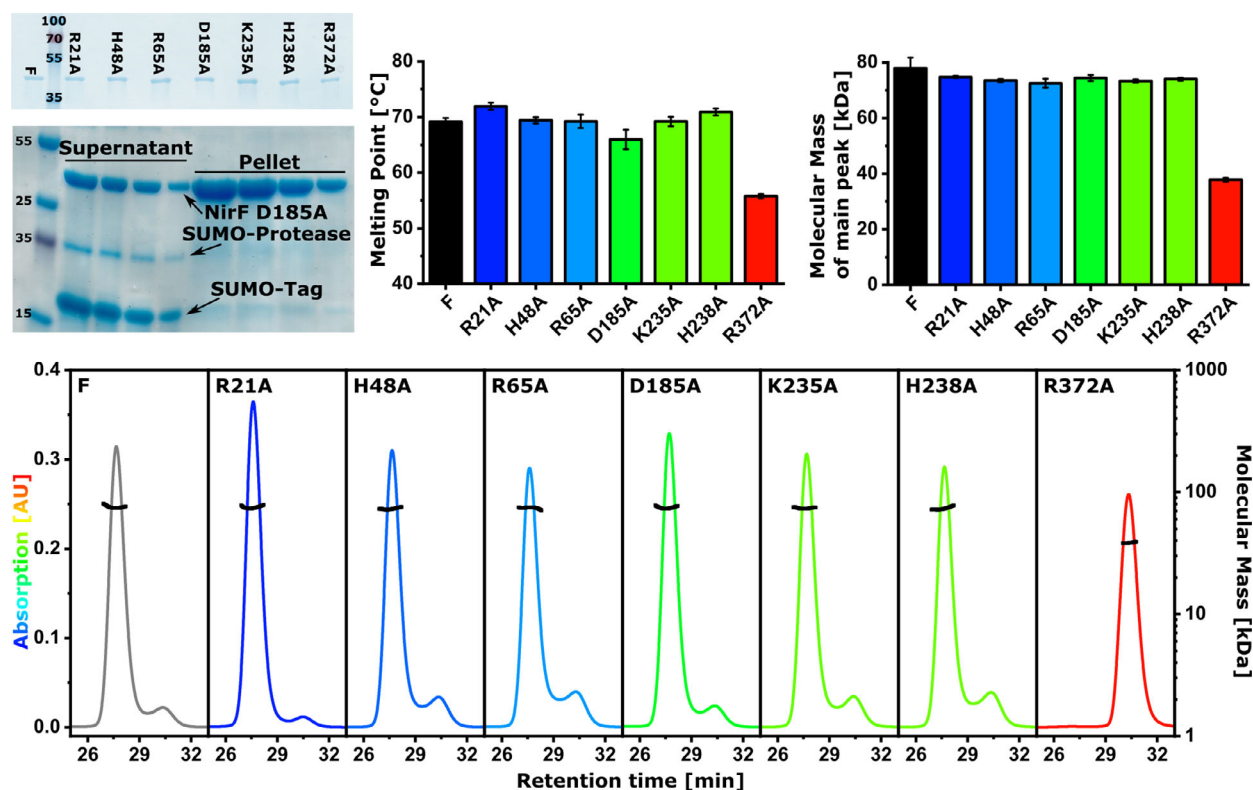 100
70
55
35
F
R21A
H48A
R65A
D185A
K235A
H238A
R372A
55
25
35
15
Supernatant
Pellet
NirF D185A
SUMO-Protease
SUMO-Tag
Melting Point [°C]
80
70
60
50
40
F
R21A
H48A
R65A
D185A
K235A
H238A
R372A
Molecular Mass
of main peak [kDa]
80
60
40
20
0
F
R21A
H48A
R65A
D185A
K235A
H238A
R372A
Absorption [AU]
0.4
0.3
0.2
0.1
0.0
F
R21A
H48A
R65A
D185A
K235A
H238A
R372A
1000
100
10
1
Molecular Mass [kDa]
26 29 32 26 29 32 26 29 32 26 29 32 26 29 32 26 29 32 26 29 32 26 29 32
Retention time [min]